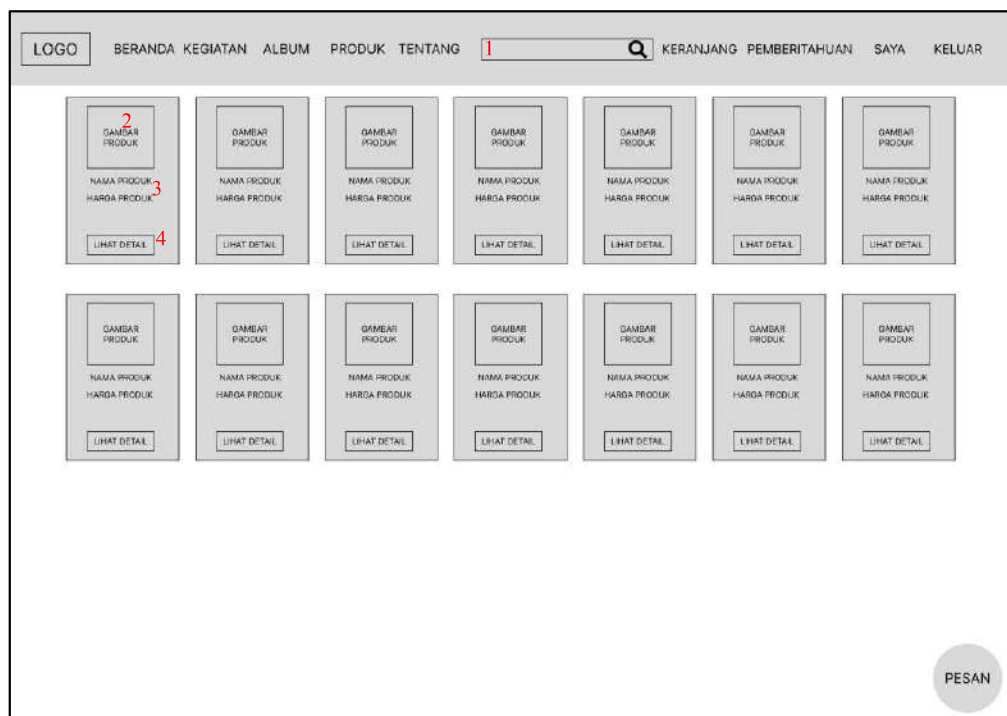 LOGO BERANDA KEGIATAN ALBUM PRODUK TENTANG 1 KERANJANG PEMBERITAHUAN SAYA KELUAR
2
GAMBAR GAMBAR GAMBAR GAMBAR GAMBAR GAMBAR GAMBAR
PRODUK PRODUK PRODUK PRODUK PRODUK PRODUK PRODUK
NAMA PRODUK NAMA PRODUK NAMA PRODUK NAMA PRODUK NAMA PRODUK NAMA PRODUK NAMA PRODUK
3
HARGA PRODUK HARGA PRODUK HARGA PRODUK HARGA PRODUK HARGA PRODUK HARGA PRODUK HARGA PRODUK
LIHAT DETAIL 4 LIHAT DETAIL LIHAT DETAIL LIHAT DETAIL LIHAT DETAIL LIHAT DETAIL LIHAT DETAIL
GAMBAR GAMBAR GAMBAR GAMBAR GAMBAR GAMBAR GAMBAR
PRODUK PRODUK PRODUK PRODUK PRODUK PRODUK PRODUK
NAMA PRODUK NAMA PRODUK NAMA PRODUK NAMA PRODUK NAMA PRODUK NAMA PRODUK NAMA PRODUK
HARGA PRODUK HARGA PRODUK HARGA PRODUK HARGA PRODUK HARGA PRODUK HARGA PRODUK HARGA PRODUK
LIHAT DETAIL LIHAT DETAIL LIHAT DETAIL LIHAT DETAIL LIHAT DETAIL LIHAT DETAIL LIHAT DETAIL
PESAN